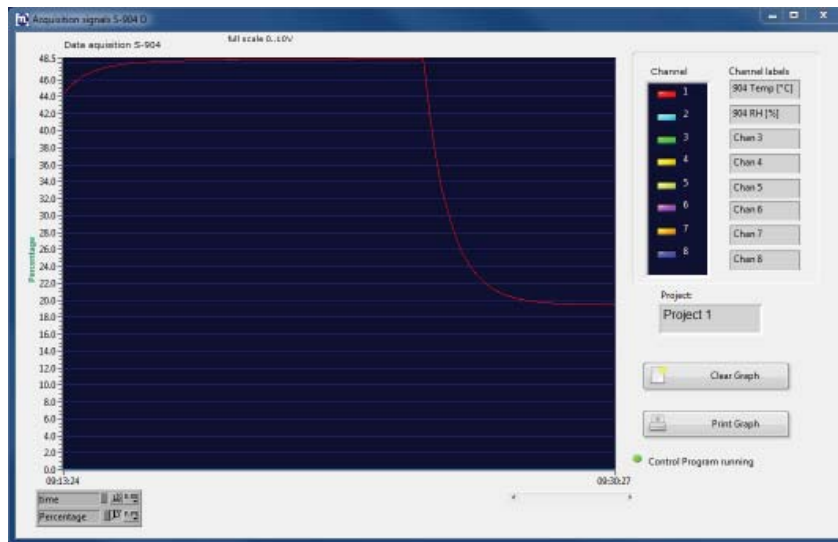 Acquisition signals S-904 D
Data aquisition S-904
full scale 0..10V
48.5
46.0
44.0
42.0
40.0
38.0
36.0
34.0
32.0
30.0
28.0
26.0
24.0
22.0
20.0
18.0
16.0
14.0
12.0
10.0
8.0
6.0
4.0
2.0
0.0
Percentage
09:13:24
09:30:27
time
Percentage
Channel
1
2
3
4
5
6
7
8
Channel labels
904 Temp [°C]
904 RH [%]
Chan 3
Chan 4
Chan 5
Chan 6
Chan 7
Chan 8
Project:
Project 1
Clear Graph
Print Graph
Control Program running